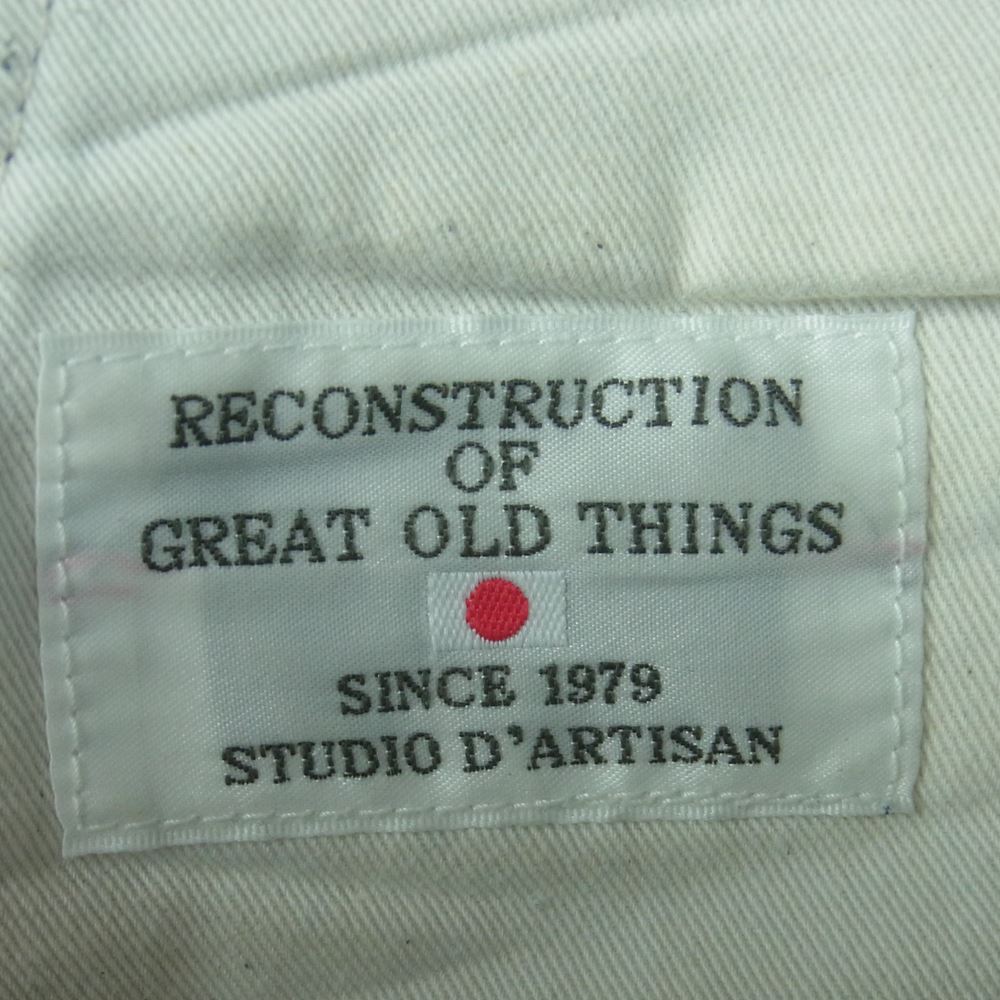 RECONSTRUCTION
OF
GREAT OLD THINGS
SINCE 1979
STUDIO D'ARTISAN